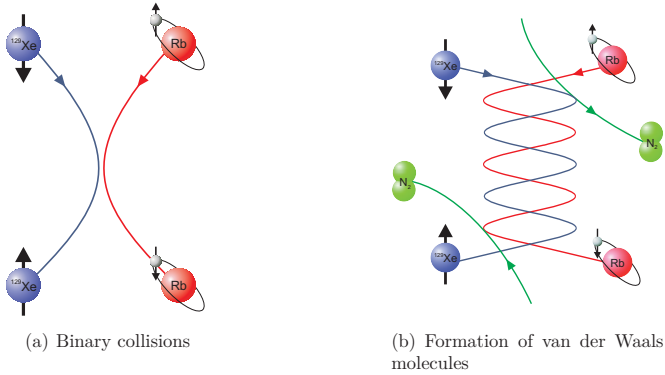 ¹²⁹Xe
Rb
¹²⁹Xe
Rb
(a) Binary collisions
¹²⁹Xe
Rb
N₂
N₂
¹²⁹Xe
Rb
(b) Formation of van der Waals
molecules